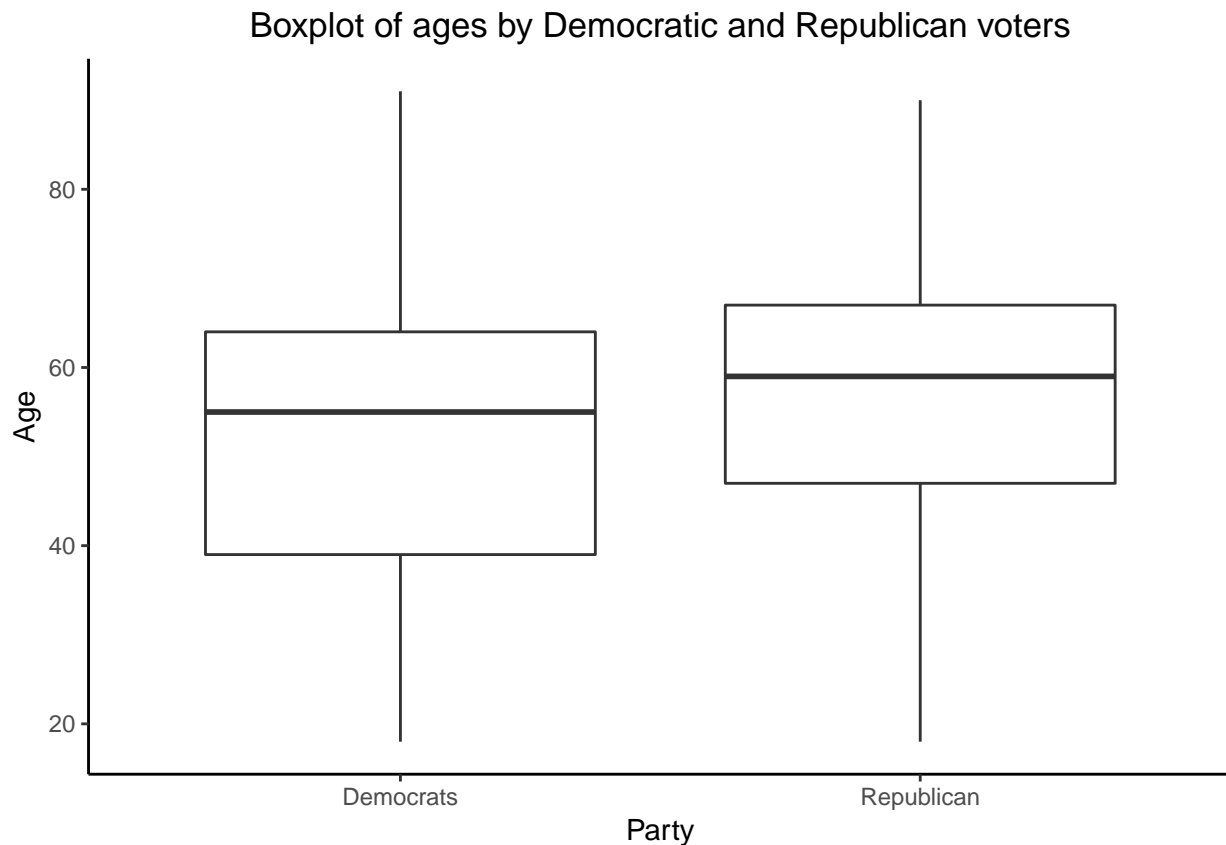 Boxplot of ages by Democratic and Republican voters
80
60
40
20
Age
Democrats
Republican
Party